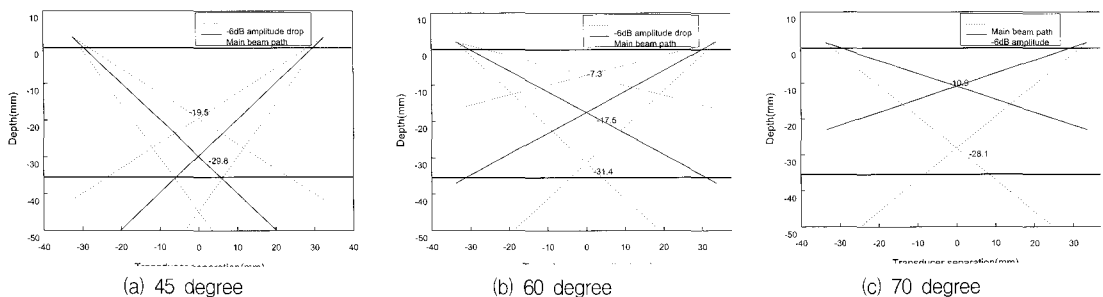 10
0
-10
-20
-30
-40
-50
Depth(mm)
-6dB amplitude drop
Main beam path
-19.5
-29.6
-40 -30 -20 -10 0 10 20 30 40
Transducer separation(mm)
(a) 45 degree
10
0
-10
-20
-30
-40
-50
Depth(mm)
-6dB amplitude drop
Main beam path
-7.3
-17.5
-31.4
-40 -30 -20 -10 0 10 20 30
(b) 60 degree
10
0
-10
-20
-30
-40
-50
Depth(mm)
Main beam path
-6dB amplitude
-10.9
-28.1
-40 -30 -20 -10 0 10 20 30
Transducer separation(mm)
(c) 70 degree